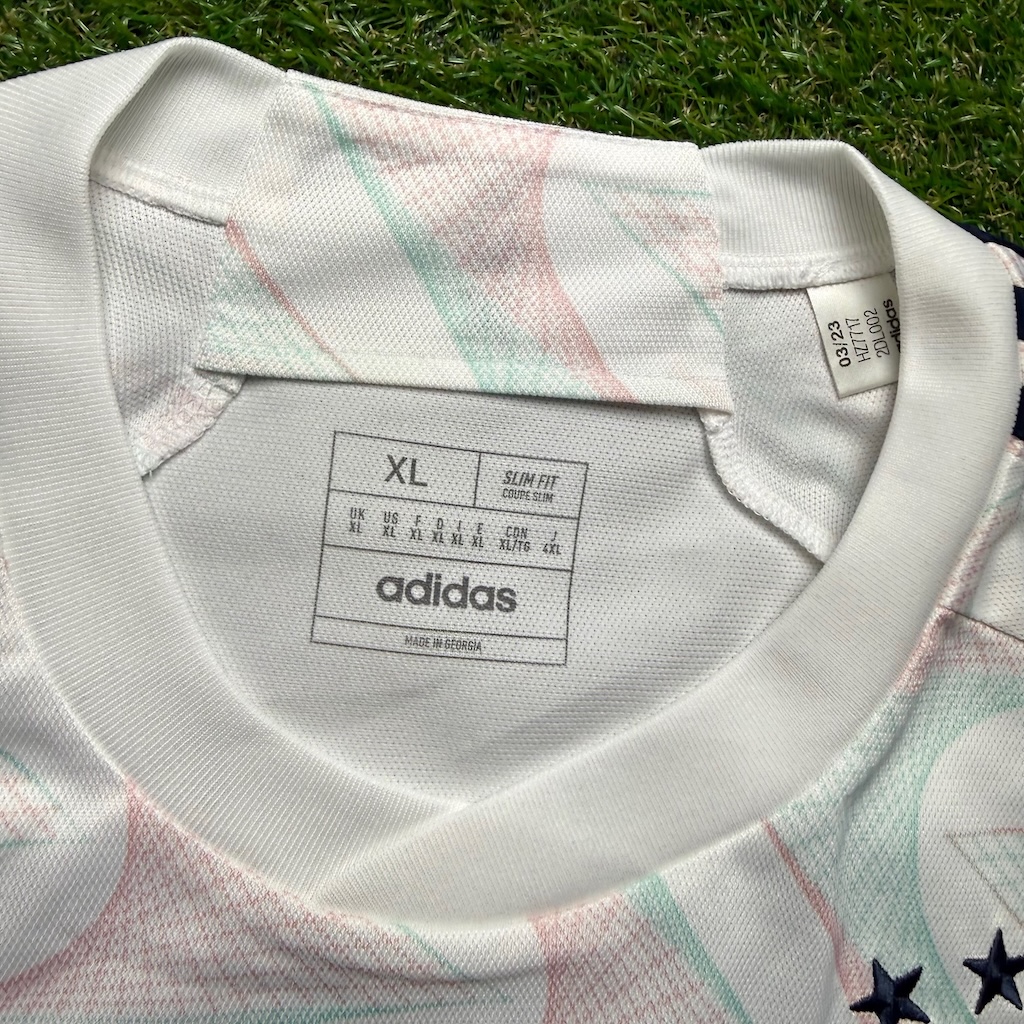 03/23
HZ7717
2DL002
adidas
XL
SLIM FIT
COUPE SLIM
UK US F D I E CDN J
XL XL XL XL XL XL XL/TG 4XL
adidas
MADE IN GEORGIA